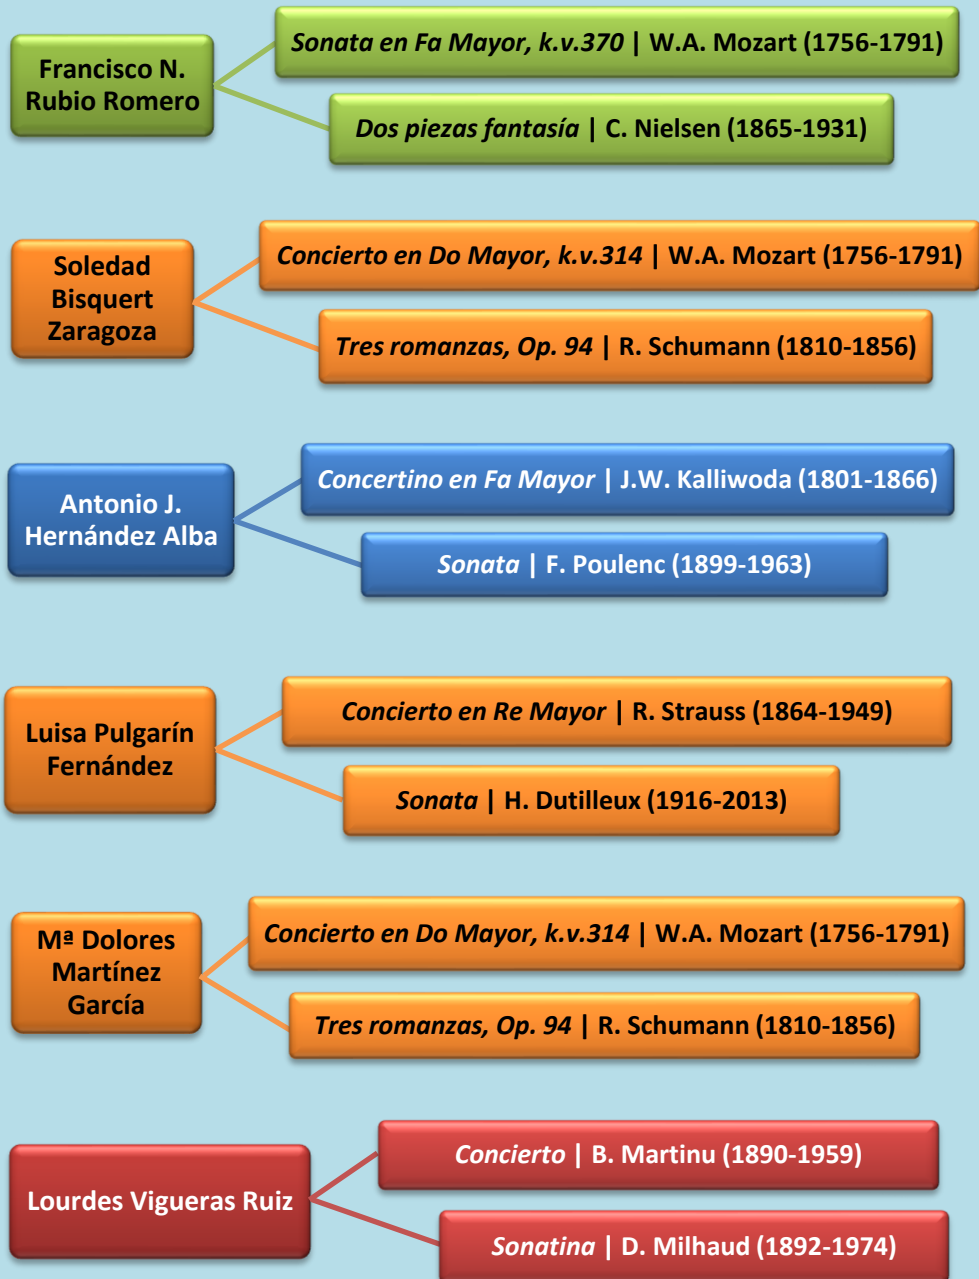 Francisco N.
Rubio Romero
Sonata en Fa Mayor, k.v.370 | W.A. Mozart (1756-1791)
Dos piezas fantasía | C. Nielsen (1865-1931)
Soledad
Bisquert
Zaragoza
Concierto en Do Mayor, k.v.314 | W.A. Mozart (1756-1791)
Tres romanzas, Op. 94 | R. Schumann (1810-1856)
Antonio J.
Hernández Alba
Concertino en Fa Mayor | J.W. Kalliwoda (1801-1866)
Sonata | F. Poulenc (1899-1963)
Luisa Pulgarín
Fernández
Concierto en Re Mayor | R. Strauss (1864-1949)
Sonata | H. Dutilleux (1916-2013)
Mª Dolores
Martínez
García
Concierto en Do Mayor, k.v.314 | W.A. Mozart (1756-1791)
Tres romanzas, Op. 94 | R. Schumann (1810-1856)
Lourdes Vigueras Ruiz
Concierto | B. Martinu (1890-1959)
Sonatina | D. Milhaud (1892-1974)